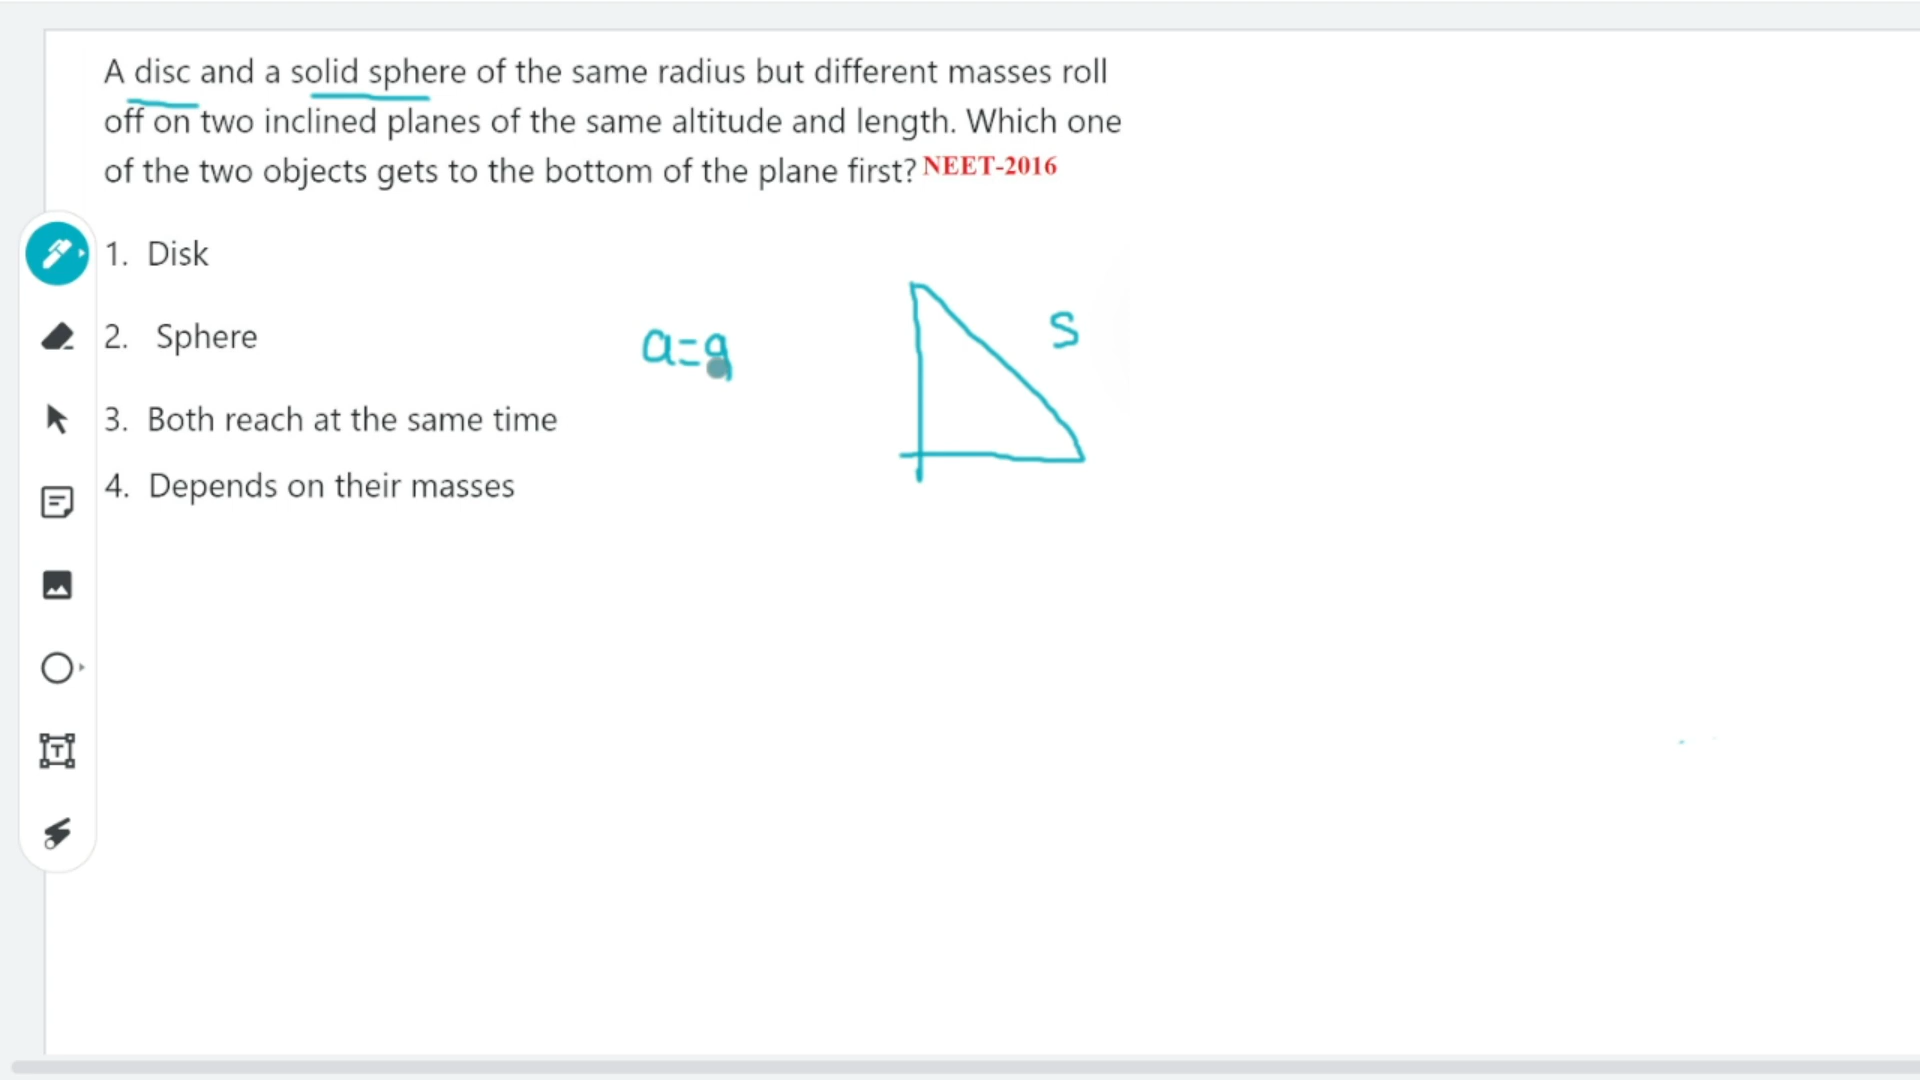 A disc and a solid sphere of the same radius but different masses roll
off on two inclined planes of the same altitude and length. Which one
of the two objects gets to the bottom of the plane first? NEET-2016
1. Disk
2. Sphere
a=g
S
3. Both reach at the same time
4. Depends on their masses